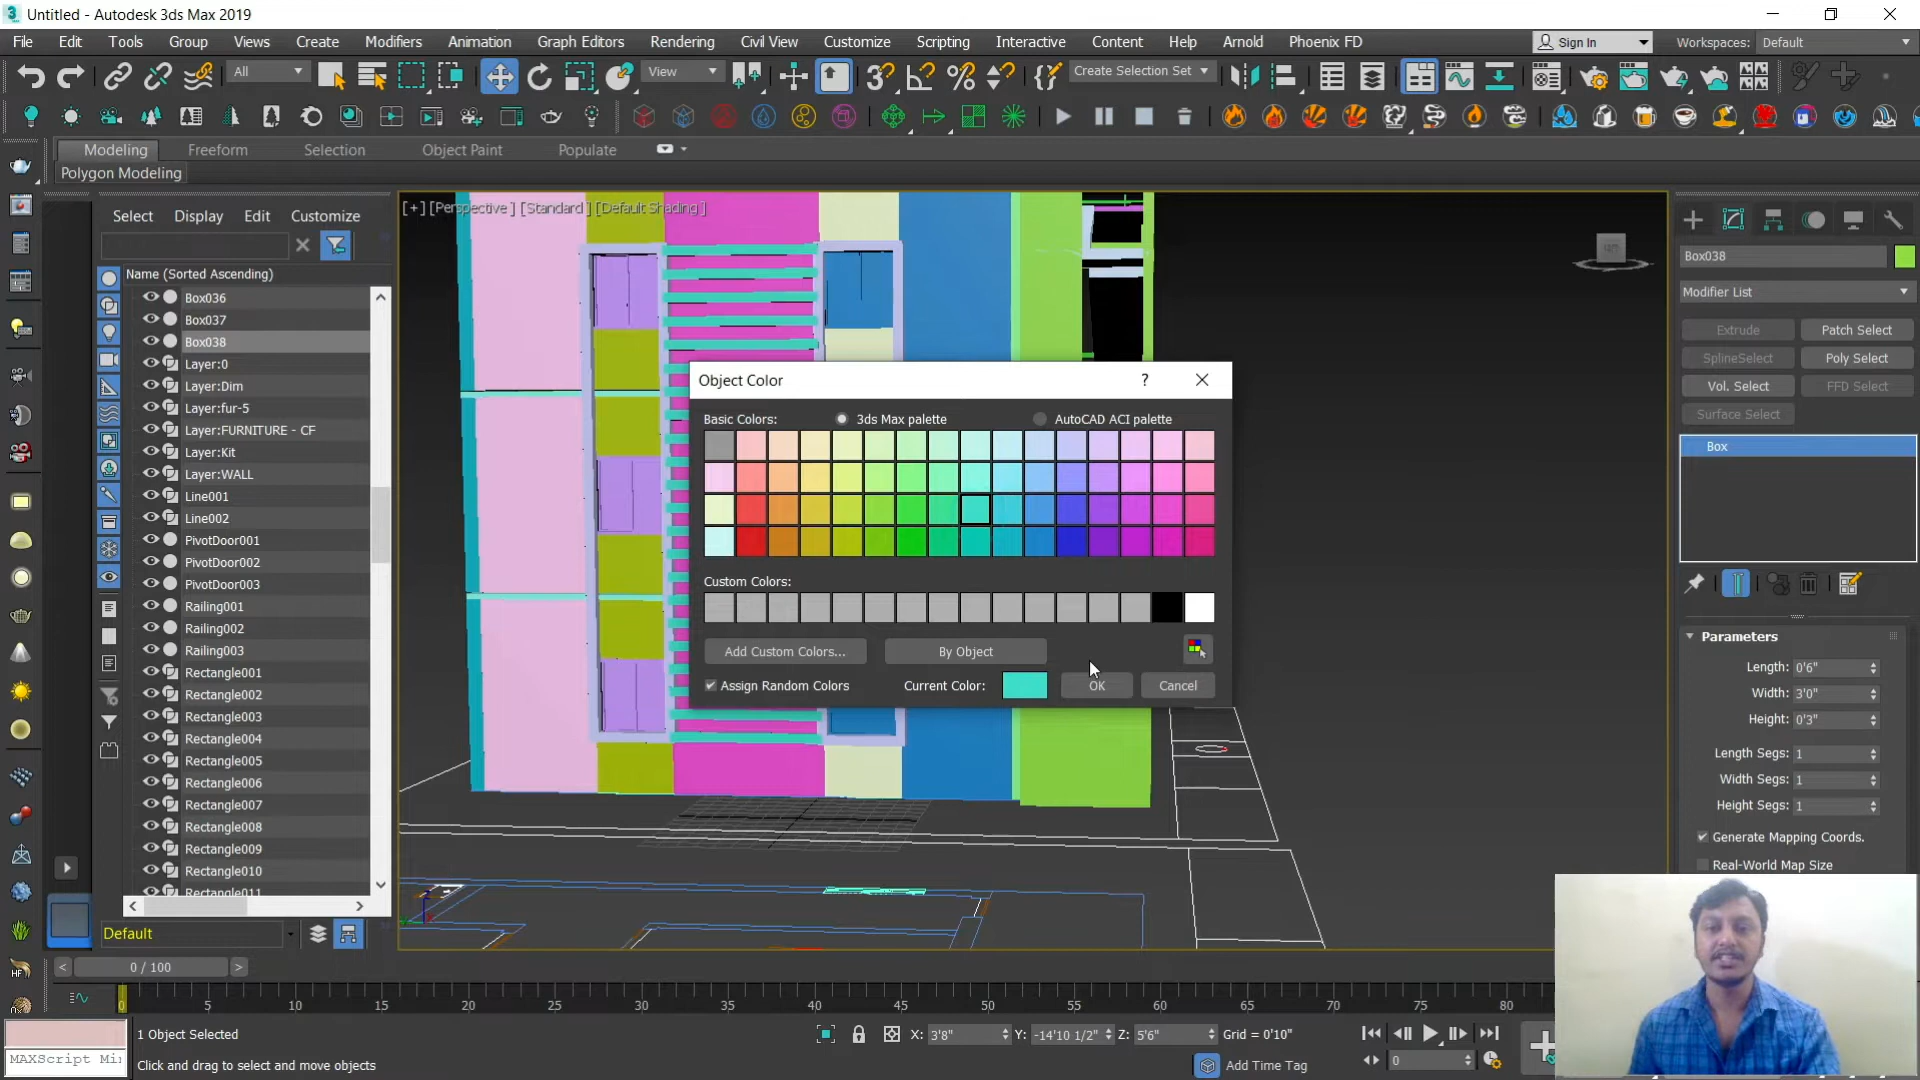 Untitled - Autodesk 3ds Max 2019
File Edit Tools Group Views Create Modifiers Animation Graph Editors Rendering Civil View Customize Scripting Interactive Content Help Arnold Phoenix FD Sign In Workspaces: Default
All View Create Selection Set
Modeling Freeform Selection Object Paint Populate
Polygon Modeling
Select Display Edit Customize
[+] [Perspective ] [Standard ] [Default Shading ]
Name (Sorted Ascending)
Box036
Box037
Box038
Layer:0
Layer:Dim
Layer:fur-5
Layer:FURNITURE - CF
Layer:Kit
Layer:WALL
Line001
Line002
PivotDoor001
PivotDoor002
PivotDoor003
Railing001
Railing002
Railing003
Rectangle001
Rectangle002
Rectangle003
Rectangle004
Rectangle005
Rectangle006
Rectangle007
Rectangle008
Rectangle009
Rectangle010
Rectangle011
Default
Object Color ?
Basic Colors: 3ds Max palette AutoCAD ACI palette
Custom Colors:
Add Custom Colors... By Object
Assign Random Colors Current Color: OK Cancel
Box038
Modifier List
Extrude Patch Select
SplineSelect Poly Select
Vol. Select FFD Select
Surface Select
Box
Parameters
Length: 0'6"
Width: 3'0"
Height: 0'3"
Length Segs: 1
Width Segs: 1
Height Segs: 1
Generate Mapping Coords.
Real-World Map Size
< 0 / 100 >
0 5 10 15 20 25 30 35 40 45 50 55 60 65 70 75 80
1 Object Selected X: 3'8" Y: -14'10 1/2" Z: 5'6" Grid = 0'10"
MAXScript Mi
Click and drag to select and move objects Add Time Tag 0